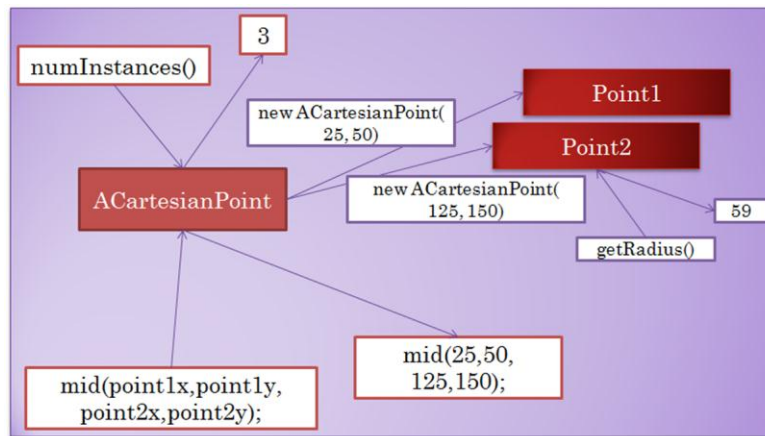 3
numInstances()
Point1
new ACartesianPoint(
25, 50)
Point2
ACartesianPoint
new ACartesianPoint(
125, 150)
59
getRadius()
mid(25,50,
125,150);
mid(point1x,point1y,
point2x,point2y);